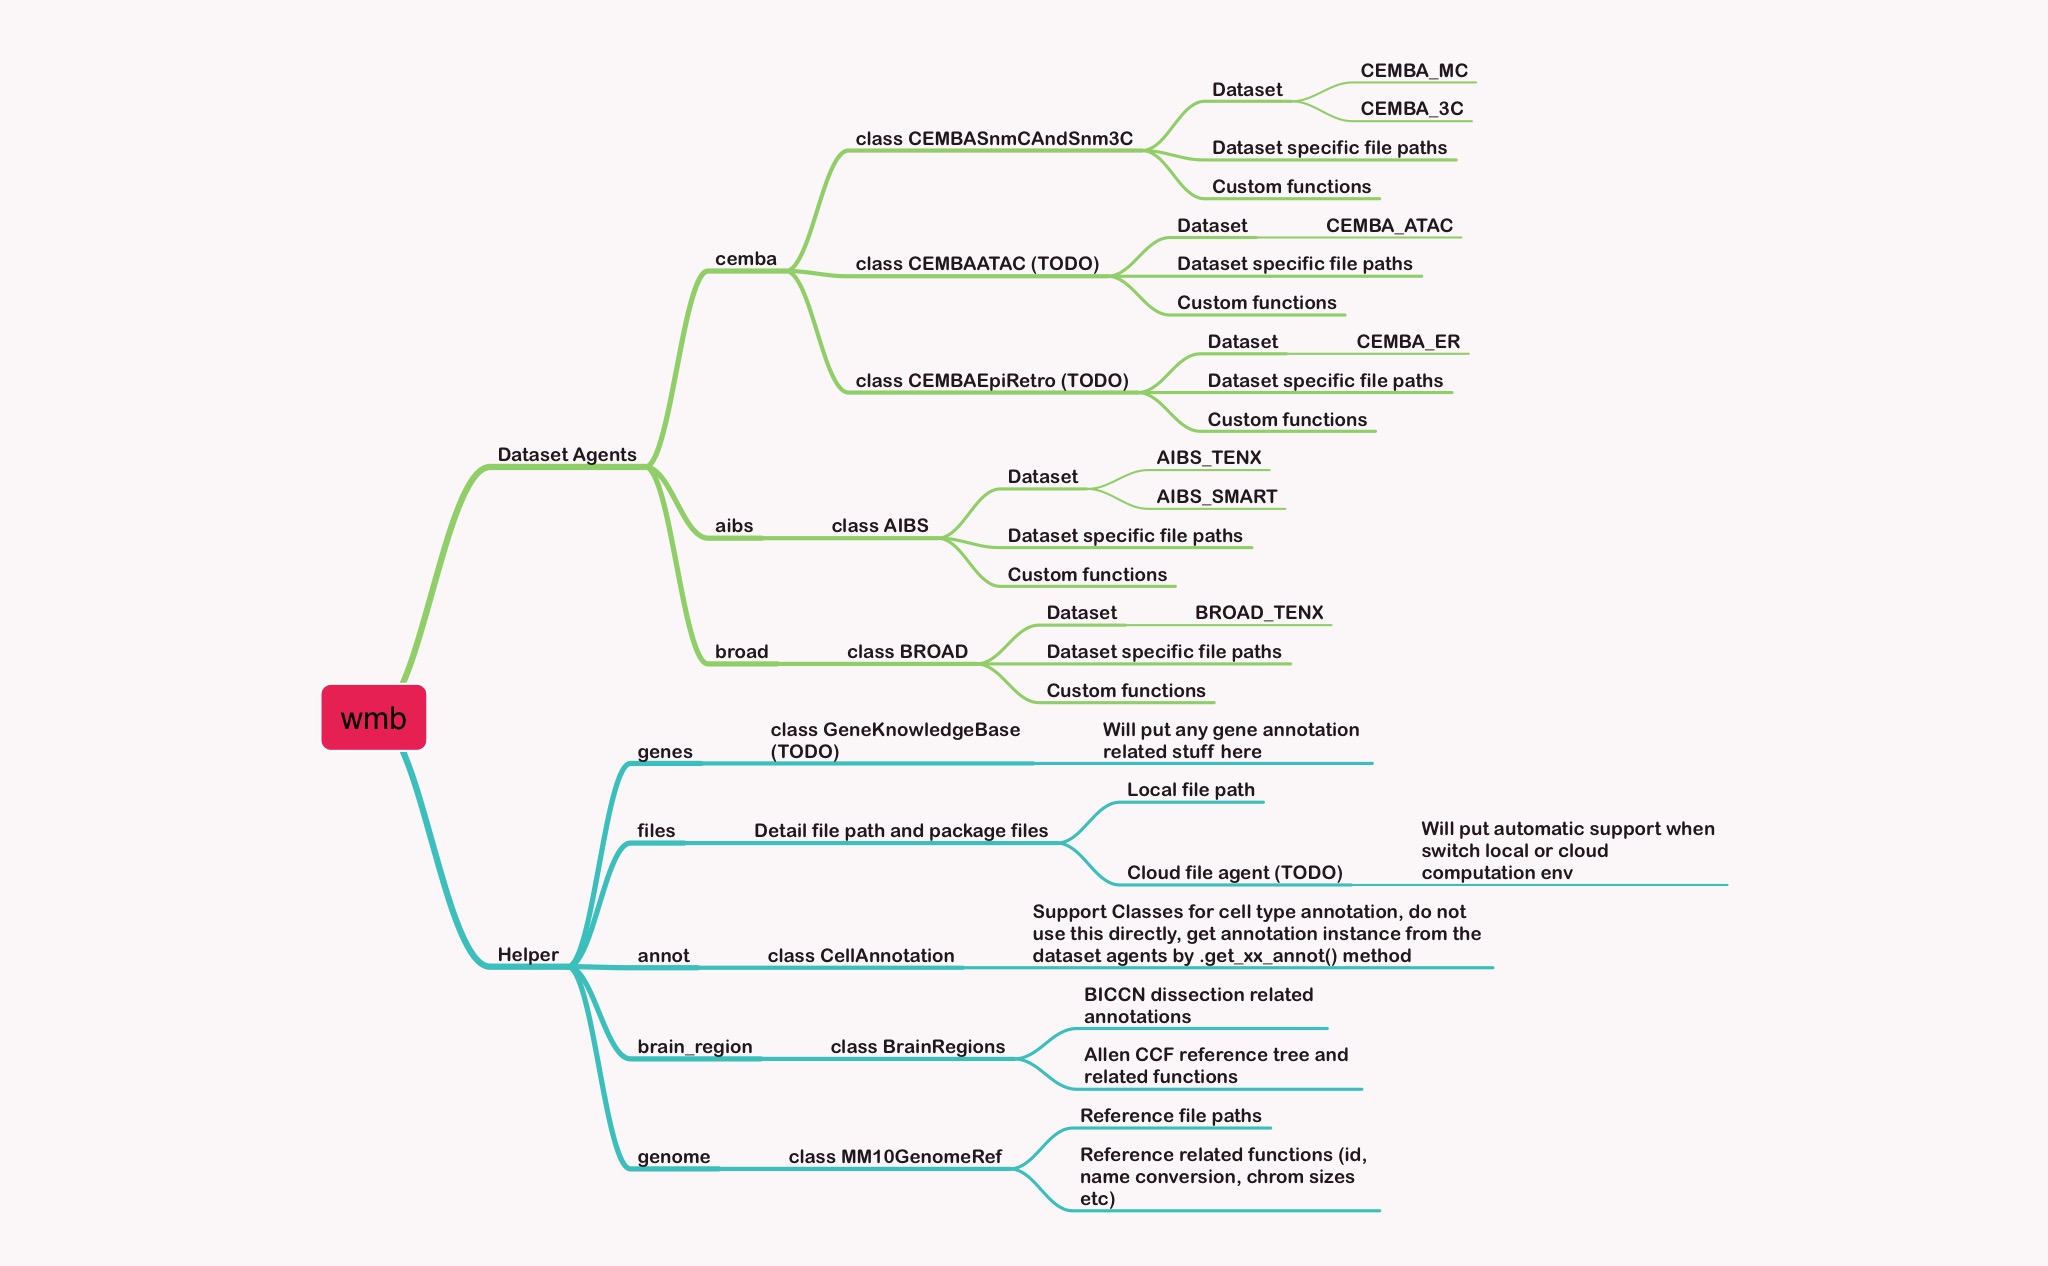 wmb
Dataset Agents
cemba
class CEMBASnmCAndSnm3C
Dataset
CEMBA_MC
CEMBA_3C
Dataset specific file paths
Custom functions
class CEMBAATAC (TODO)
Dataset
CEMBA_ATAC
Dataset specific file paths
Custom functions
class CEMBAEpiRetro (TODO)
Dataset
CEMBA_ER
Dataset specific file paths
Custom functions
aibs
class AIBS
Dataset
AIBS_TENX
AIBS_SMART
Dataset specific file paths
Custom functions
broad
class BROAD
Dataset
BROAD_TENX
Dataset specific file paths
Custom functions
Helper
genes
class GeneKnowledgeBase
(TODO)
Will put any gene annotation
related stuff here
files
Detail file path and package files
Local file path
Cloud file agent (TODO)
Will put automatic support when
switch local or cloud
computation env
annot
class CellAnnotation
Support Classes for cell type annotation, do not
use this directly, get annotation instance from the
dataset agents by .get_xx_annot() method
brain_region
class BrainRegions
BICCN dissection related
annotations
Allen CCF reference tree and
related functions
genome
class MM10GenomeRef
Reference file paths
Reference related functions (id,
name conversion, chrom sizes
etc)